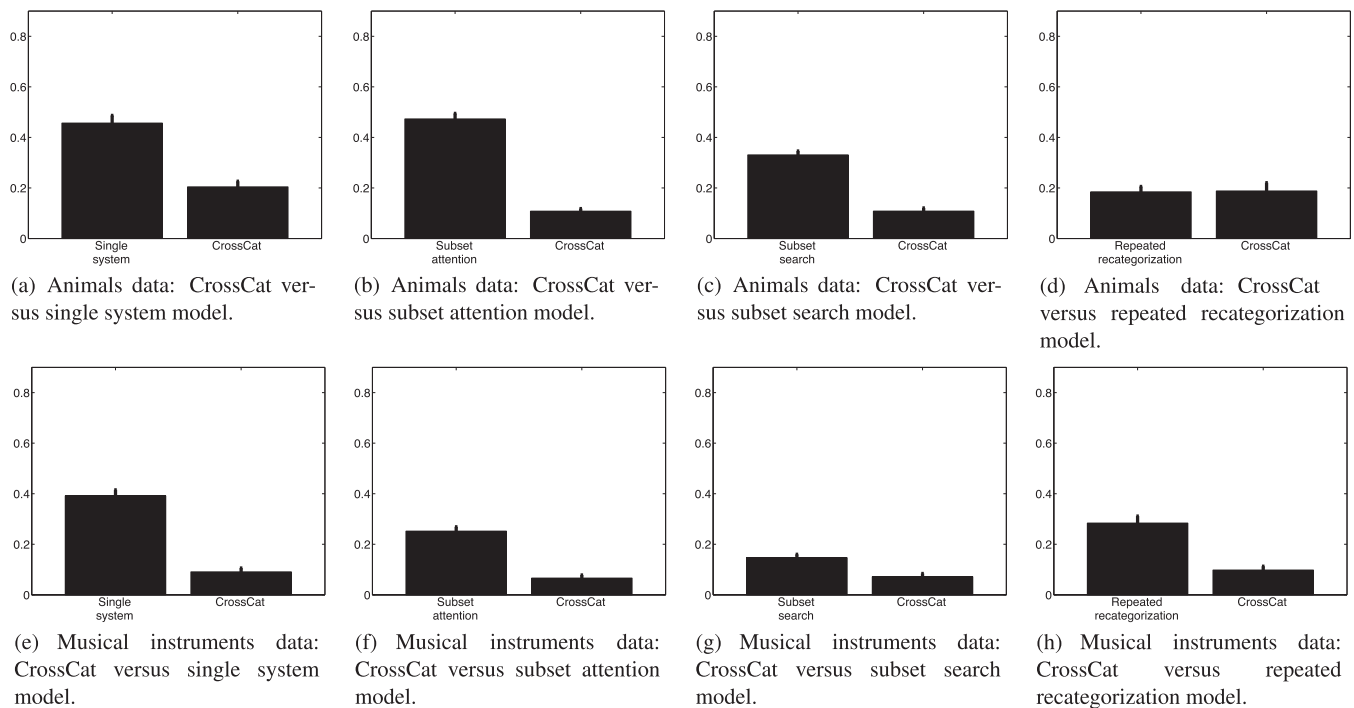 0.8
0.6
0.4
0.2
0
Single
system
CrossCat
(a) Animals data: CrossCat ver-
sus single system model.
0.8
0.6
0.4
0.2
0
Subset
attention
CrossCat
(b) Animals data: CrossCat ver-
sus subset attention model.
0.8
0.6
0.4
0.2
0
Subset
search
CrossCat
(c) Animals data: CrossCat ver-
sus subset search model.
0.8
0.6
0.4
0.2
0
Repeated
recategorization
CrossCat
(d) Animals data: CrossCat
versus repeated recategorization
model.
0.8
0.6
0.4
0.2
0
Single
system
CrossCat
(e) Musical instruments data:
CrossCat versus single system
model.
0.8
0.6
0.4
0.2
0
Subset
attention
CrossCat
(f) Musical instruments data:
CrossCat versus subset attention
model.
0.8
0.6
0.4
0.2
0
Subset
search
CrossCat
(g) Musical instruments data:
CrossCat versus subset search
model.
0.8
0.6
0.4
0.2
0
Repeated
recategorization
CrossCat
(h) Musical instruments data:
CrossCat versus repeated
recategorization model.